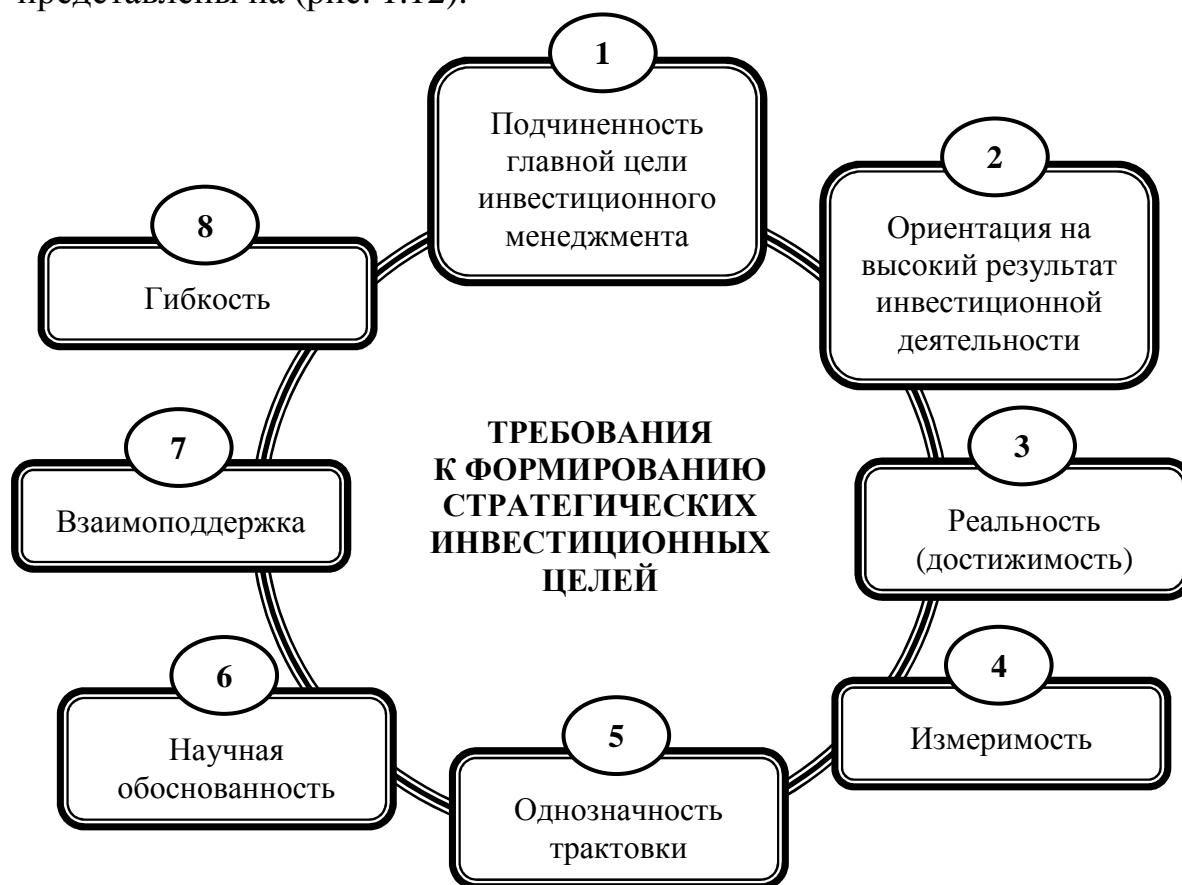 представлены на (рис. 1.12).
1
Подчиненность
главной цели
инвестиционного
менеджмента
2
Ориентация на
высокий результат
инвестиционной
деятельности
8
Гибкость
ТРЕБОВАНИЯ
К ФОРМИРОВАНИЮ
СТРАТЕГИЧЕСКИХ
ИНВЕСТИЦИОННЫХ
ЦЕЛЕЙ
3
Реальность
(достижимость)
7
Взаимоподдержка
4
Измеримость
6
Научная
обоснованность
5
Однозначность
трактовки